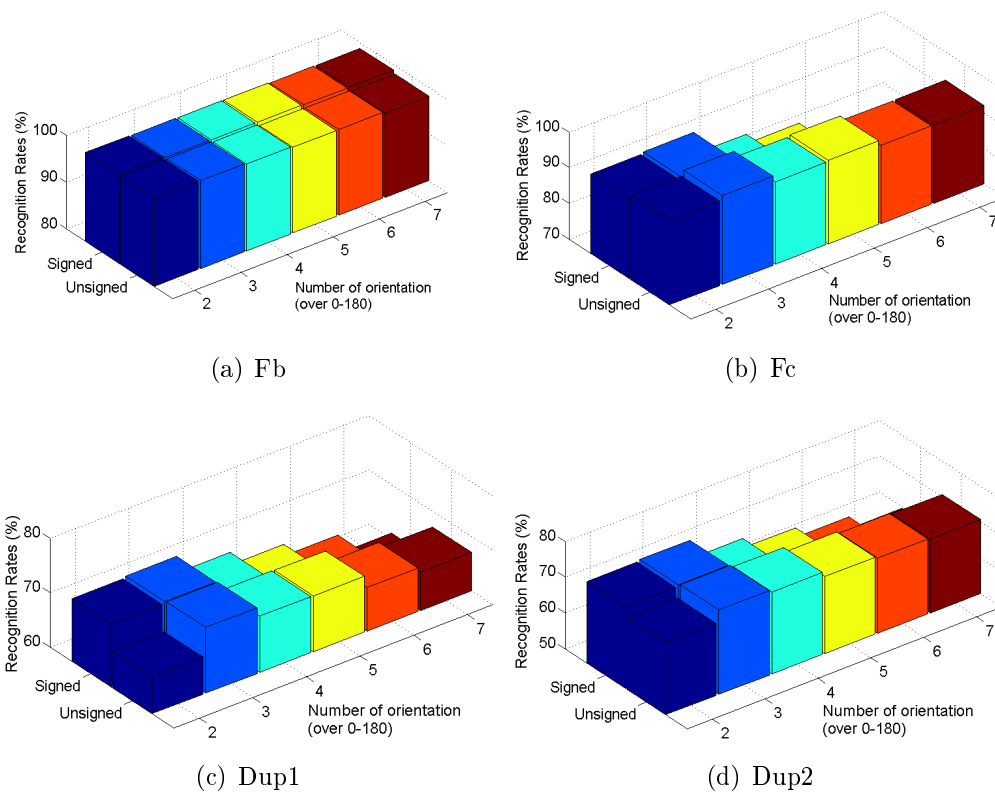 Recognition Rates (%)
100
90
80
Signed
Unsigned
2
3
4
5
6
7
Number of orientation
(over 0-180)
(a) Fb
Recognition Rates (%)
100
90
80
70
Signed
Unsigned
2
3
4
5
6
7
Number of orientation
(over 0-180)
(b) Fc
Recognition Rates (%)
80
70
60
Signed
Unsigned
2
3
4
5
6
7
Number of orientation
(over 0-180)
(c) Dup1
Recognition Rates (%)
80
70
60
50
Signed
Unsigned
2
3
4
5
6
7
Number of orientation
(over 0-180)
(d) Dup2